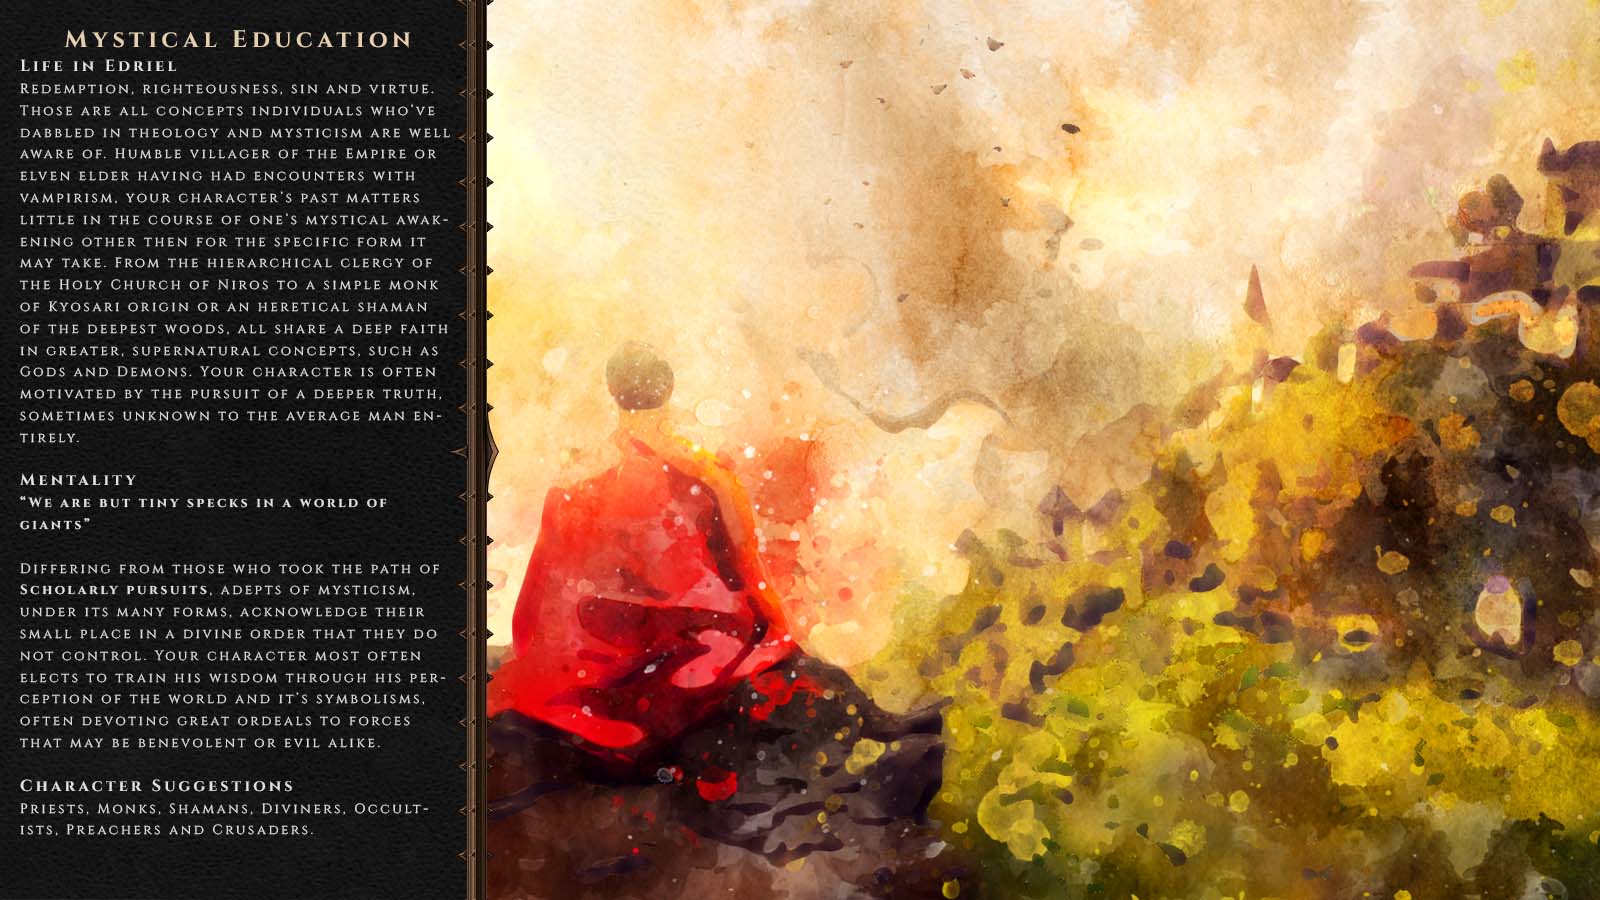 Mystical Education
Life in Edriel
Redemption, righteousness, sin and virtue.
Those are all concepts individuals who've
dabbled in theology and mysticism are well
aware of. Humble villager of the Empire or
elven elder having had encounters with
vampirism, your character's past matters
little in the course of one's mystical awak-
ening other then for the specific form it
may take. From the hierarchical clergy of
the Holy Church of Niros to a simple monk
of Kyosari origin or an heretical shaman
of the deepest woods, all share a deep faith
in greater, supernatural concepts, such as
Gods and Demons. Your character is often
motivated by the pursuit of a deeper truth,
sometimes unknown to the average man en-
tirely.
Mentality
“We are but tiny specks in a world of
giants”
Differing from those who took the path of
Scholarly pursuits, adepts of mysticism,
under its many forms, acknowledge their
small place in a divine order that they do
not control. Your character most often
elects to train his wisdom through his per-
ception of the world and it's symbolisms,
often devoting great ordeals to forces
that may be benevolent or evil alike.
Character Suggestions
Priests, Monks, Shamans, Diviners, Occult-
ists, Preachers and Crusaders.